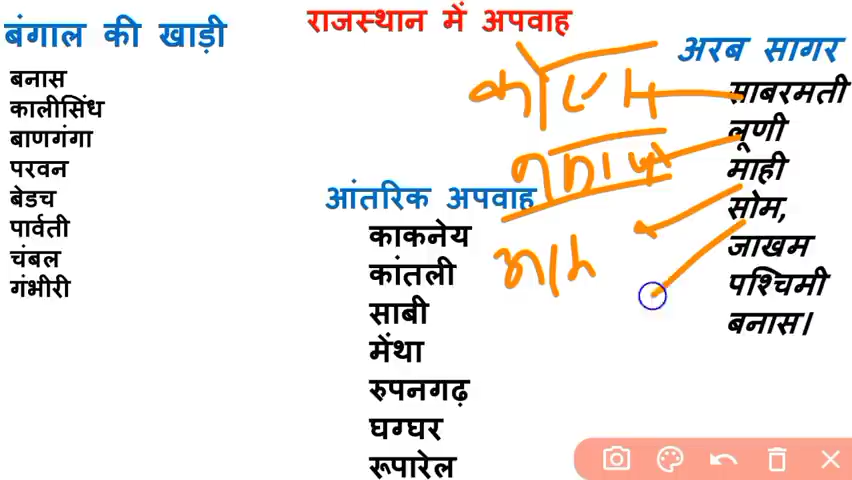 राजस्थान में अपवाह
बंगाल की खाड़ी
बनास
कालीसिंध
बाणगंगा
परवन
बेडच
पार्वती
चंबल
गंभीरी
आंतरिक अपवाह
काकनेय
कांतली
साबी
मेंथा
रुपनगढ़
घग्घर
रूपारेल
अरब सागर
साबरमती
लूणी
माही
सोम,
जाखम
पश्चिमी
बनास।